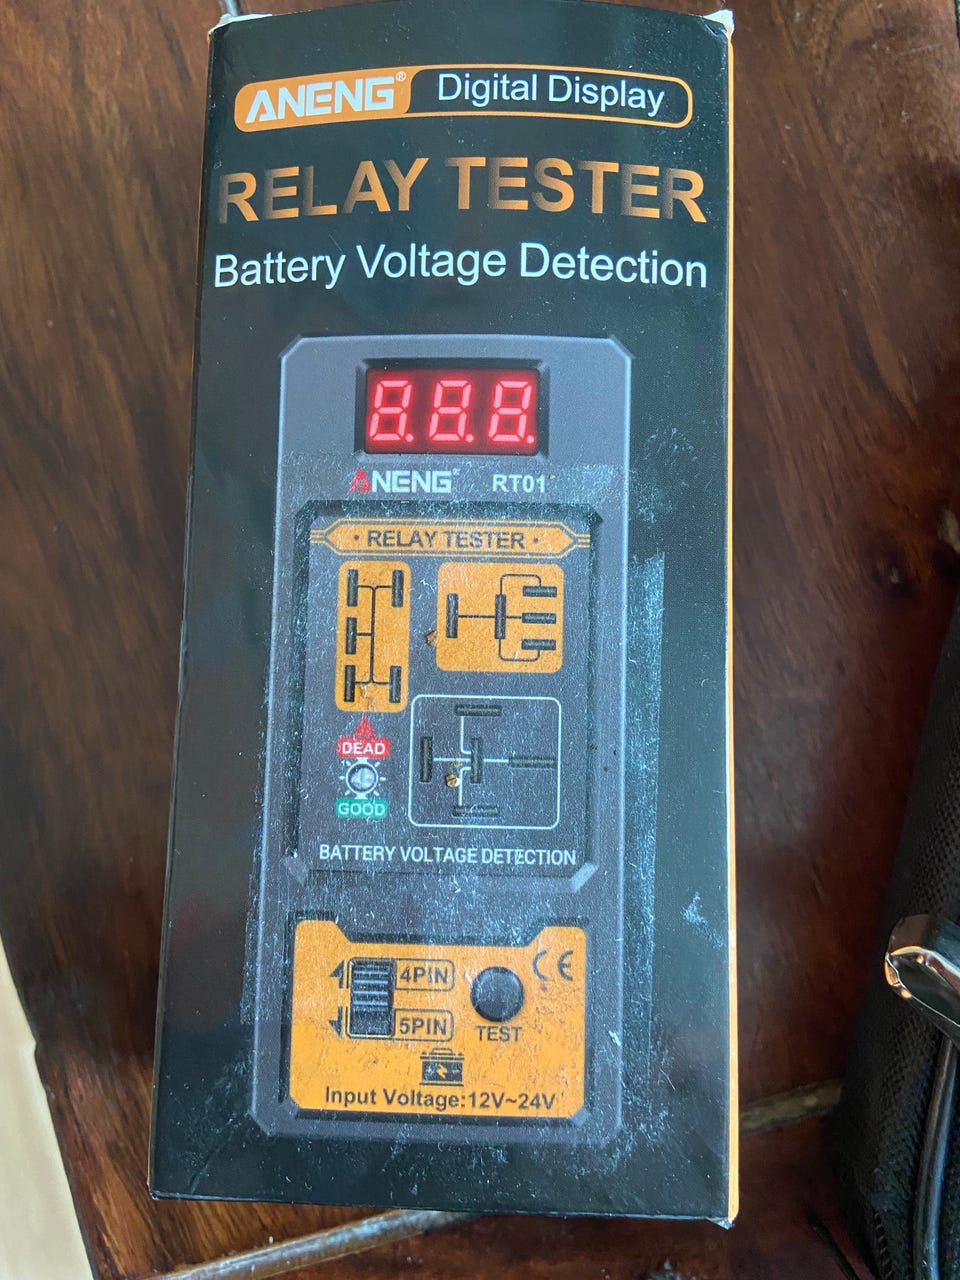 ANENG® Digital Display
RELAY TESTER
Battery Voltage Detection
8.8.8.
ANENG® RT01
· RELAY TESTER ·
DEAD
GOOD
BATTERY VOLTAGE DETECTION
4PIN
5PIN
TEST
CE
Input Voltage:12V~24V